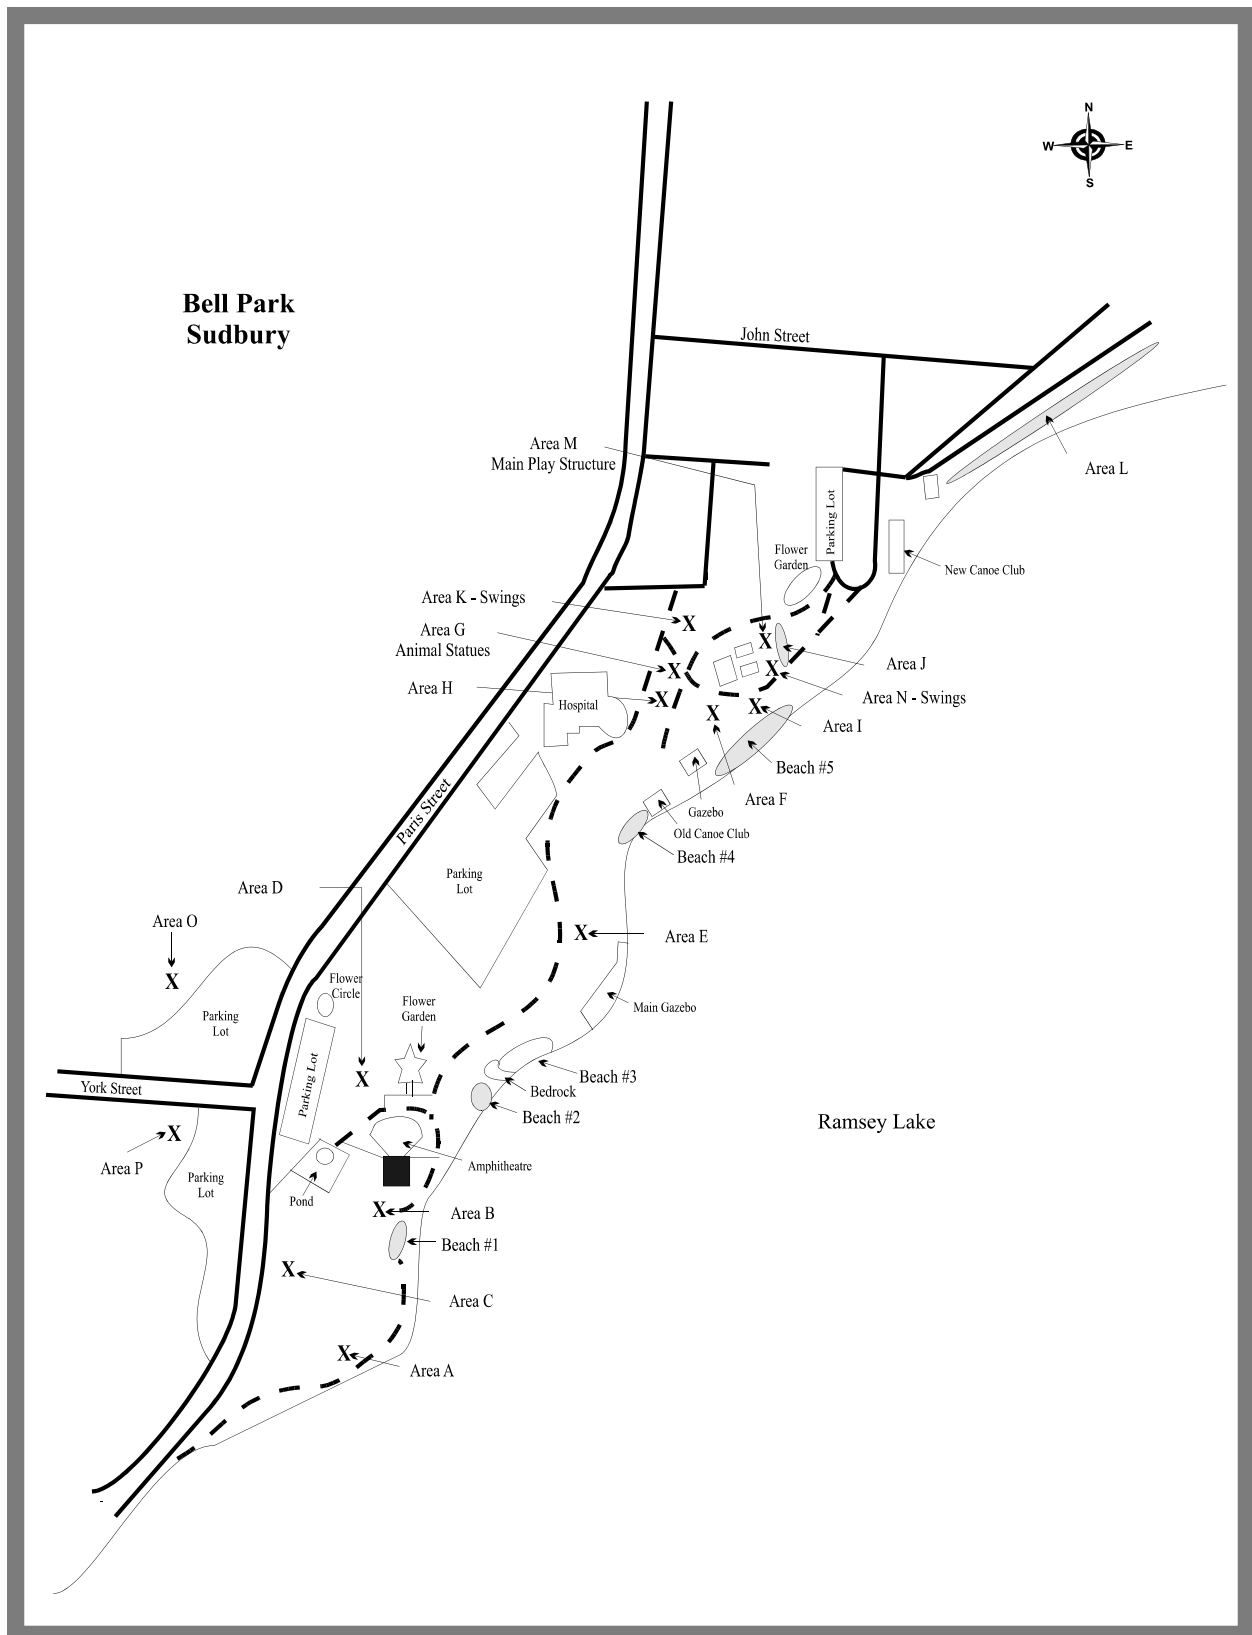 N
W
E
S
Bell Park
Sudbury
John Street
Area M
Main Play Structure
Area L
Parking Lot
Flower
Garden
New Canoe Club
Area K - Swings
X
Area G
Animal Statues
X
X
Area J
Area H
X
X
Area N - Swings
Hospital
X
X
Area I
Beach #5
Paris Street
Area F
Gazebo
Old Canoe Club
Beach #4
Parking
Lot
Area D
Area O
X
Area E
X
Flower
Circle
Flower
Garden
Main Gazebo
Parking
Lot
Parking Lot
X
Beach #3
York Street
Bedrock
Beach #2
Ramsey Lake
X
Area P
Amphitheatre
Parking
Lot
Pond
X
Area B
Beach #1
X
Area C
X
Area A